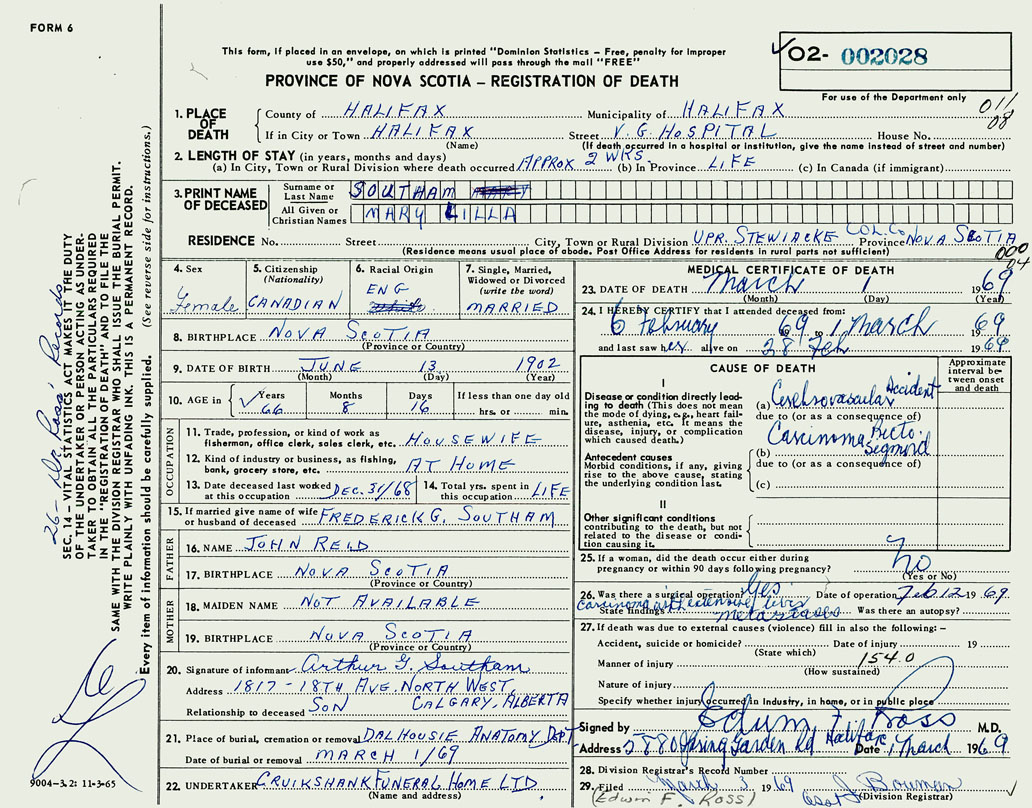 FORM 6
This form, if placed in an envelope, on which is printed "Dominion Statistics – Free, penalty for improper
use $50," and properly addressed will pass through the mail "FREE"
PROVINCE OF NOVA SCOTIA – REGISTRATION OF DEATH
02- 002028
For use of the Department only
011
08
1. PLACE OF DEATH County of HALIFAX Municipality of HALIFAX
If in City or Town HALIFAX Street V. G. HOSPITAL House No.
(Name) (If death occurred in a hospital or institution, give the name instead of street and number)
2. LENGTH OF STAY (in years, months and days)
(a) In City, Town or Rural Division where death occurred APPROX 2 WKS. (b) In Province LIFE (c) In Canada (if immigrant)
3. PRINT NAME OF DECEASED
Surname or Last Name SOUTHAM
All Given or Christian Names MARY LILLA
RESIDENCE No. Street City, Town or Rural Division UPR. STEWIACKE COL. Co. Province NOVA SCOTIA
(Residence means usual place of abode. Post Office Address for residents in rural parts not sufficient)
000
04
4. Sex Female
5. Citizenship (Nationality) CANADIAN
6. Racial Origin ENG White
7. Single, Married, Widowed or Divorced (write the word) MARRIED
8. BIRTHPLACE NOVA SCOTIA
(Province or Country)
9. DATE OF BIRTH JUNE 13 1902
(Month) (Day) (Year)
10. AGE in Years 66 Months 8 Days 16 If less than one day old hrs. or min.
OCCUPATION
11. Trade, profession, or kind of work as fisherman, office clerk, sales clerk, etc. HOUSEWIFE
12. Kind of industry or business, as fishing, bank, grocery store, etc. AT HOME
13. Date deceased last worked at this occupation DEC. 31/68
14. Total yrs. spent in this occupation LIFE
15. If married give name of wife or husband of deceased FREDERICK G. SOUTHAM
FATHER
16. NAME JOHN REID
17. BIRTHPLACE NOVA SCOTIA
(Province or Country)
MOTHER
18. MAIDEN NAME NOT AVAILABLE
19. BIRTHPLACE NOVA SCOTIA
(Province or Country)
20. Signature of informant Arthur G. Southam
Address 1817 - 18TH AVE. NORTH WEST,
Relationship to deceased SON CALGARY, ALBERTA
21. Place of burial, cremation or removal DALHOUSIE ANATOMY DEPT
Date of burial or removal MARCH 1/69
22. UNDERTAKER CRUIKSHANK FUNERAL HOME LTD.
(Name and address)
MEDICAL CERTIFICATE OF DEATH
23. DATE OF DEATH March 1 1969
(Month) (Day) (Year)
24. I HEREBY CERTIFY that I attended deceased from:
6 February 69 to 1 March 69
and last saw her alive on 28 Feb 1969
CAUSE OF DEATH
Approximate interval between onset and death
I
Disease or condition directly leading to death (This does not mean the mode of dying, e.g., heart failure, asthenia, etc. It means the disease, injury, or complication which caused death.)
(a) Cerebrovascular Accident
due to (or as a consequence of)
Carcinoma Recto-Sigmoid
Antecedent causes
Morbid conditions, if any, giving rise to the above cause, stating the underlying condition last.
(b)
due to (or as a consequence of)
(c)
II
Other significant conditions
contributing to the death, but not related to the disease or condition causing it.
25. If a woman, did the death occur either during pregnancy or within 90 days following pregnancy? No
(Yes or No)
26. Was there a surgical operation? Yes Date of operation Feb 12 1969
State findings Carcinoma with extensive liver metastases Was there an autopsy?
27. If death was due to external causes (violence) fill in also the following:–
Accident, suicide or homicide? Date of injury 19
(State which)
Manner of injury 154.0
(How sustained)
Nature of injury
Specify whether injury occurred in Industry, in home, or in public place
Signed by Edwin F. Ross M.D.
Address 5880 Spring Garden Rd Halifax Date 1 March 1969
28. Division Registrar's Record Number
29. Filed March 3 1969 J. Bowman
(Edwin F. Ross) (Division Registrar)
SEC. 14 – VITAL STATISTICS ACT MAKES IT THE DUTY
OF THE UNDERTAKER OR PERSON ACTING AS UNDER-
TAKER TO OBTAIN ALL THE PARTICULARS REQUIRED
IN THE "REGISTRATION OF DEATH" AND TO FILE THE
SAME WITH THE DIVISION REGISTRAR WHO SHALL ISSUE THE BURIAL PERMIT.
WRITE PLAINLY WITH UNFADING INK. THIS IS A PERMANENT RECORD.
Every item of information should be carefully supplied. (See reverse side for instructions.)
9004-3.2: 11-3-65